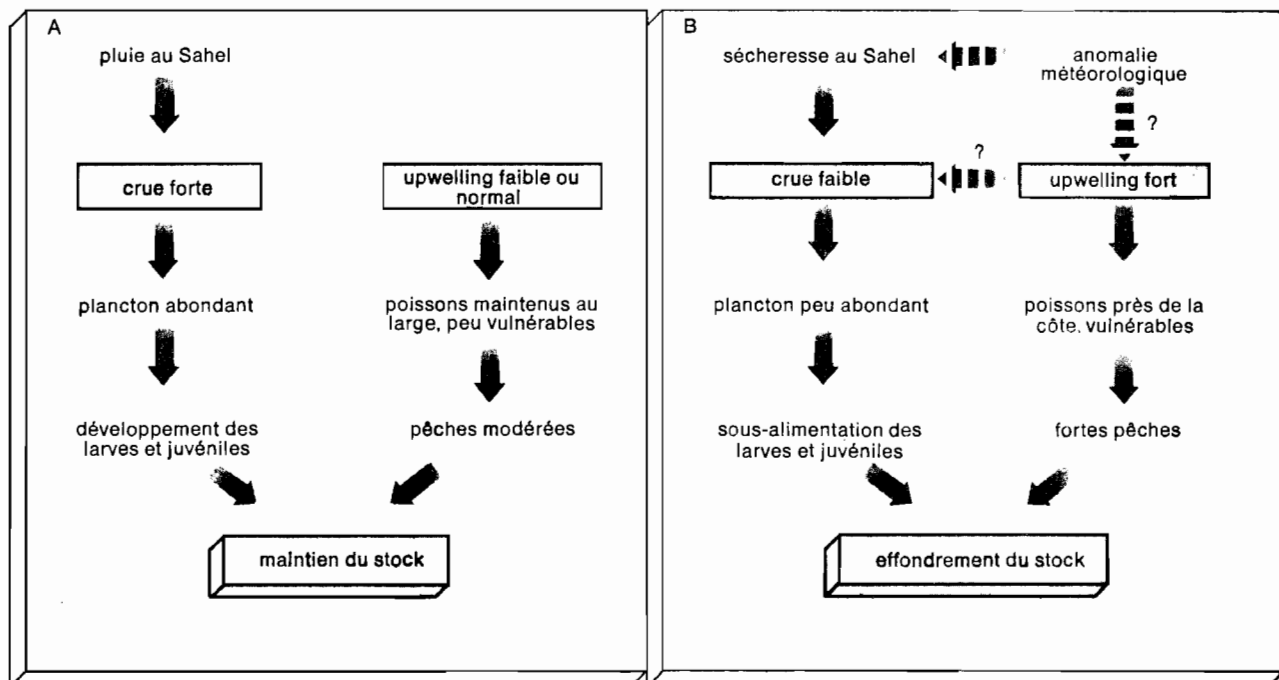 A
pluie au Sahel
crue forte
upwelling faible ou
normal
plancton abondant
poissons maintenus au
large, peu vulnérables
développement des
larves et juvéniles
pêches modérées
maintien du stock
B
sécheresse au Sahel
anomalie
météorologique
?
?
crue faible
upwelling fort
plancton peu abondant
poissons près de la
côte, vulnérables
sous-alimentation des
larves et juvéniles
fortes pêches
effondrement du stock